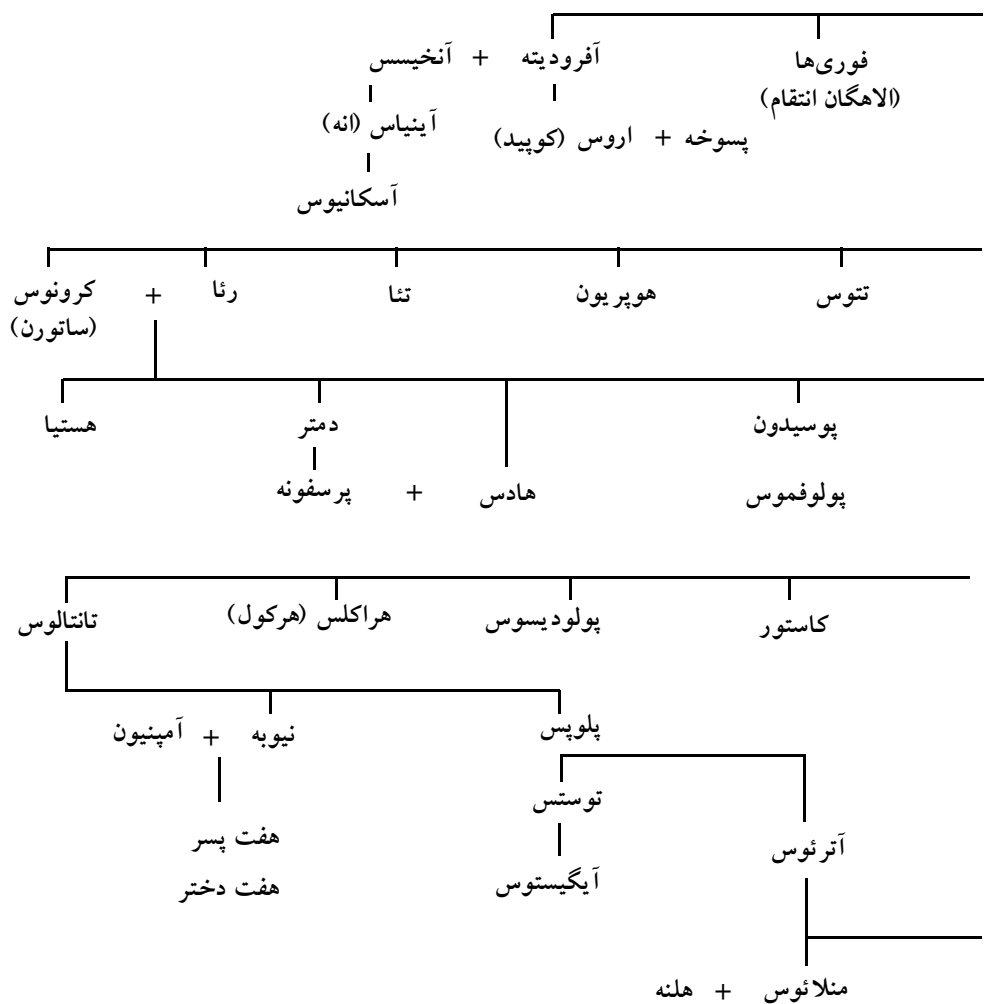 فوری‌ها
(الاهگان انتقام)
آفرودیته + آنخیسس
پسوخه + اروس (کوپید)
آینیاس (انه)
آسکانیوس
تتوس هوپریون تئا رئا + کرونوس
(ساتورن)
پوسیدون دمتر هستیا
پولوفموس هادس + پرسفونه
کاستور پولودیسوس هراکلس (هرکول) تانتالوس
پلوپس نیوبه + آمپنیون
توستس
آترئوس هفت پسر
آیگیستوس هفت دختر
منلائوس + هلنه